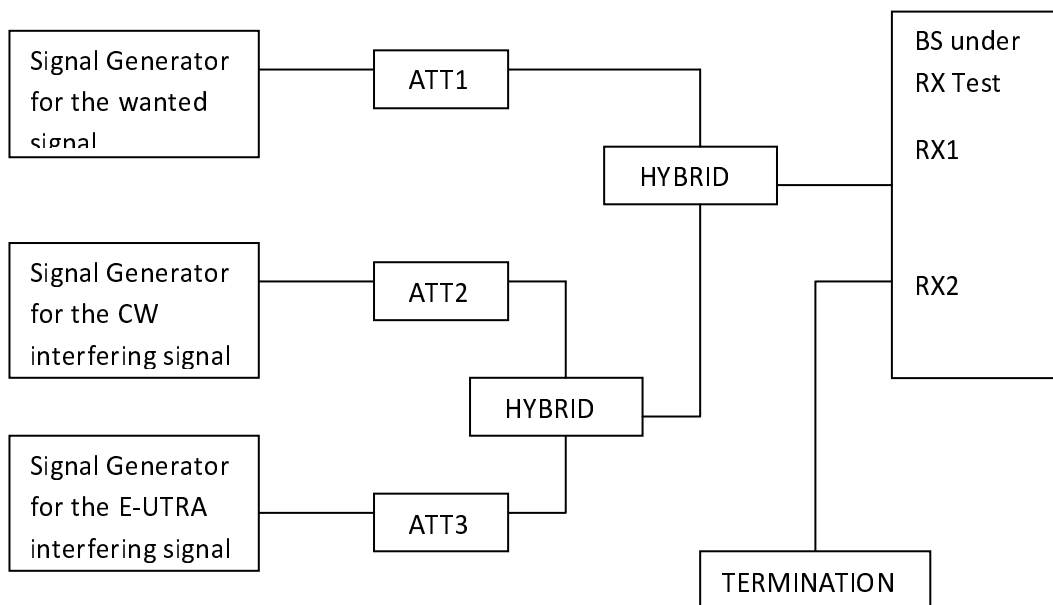 Signal Generator
for the wanted
signal
ATT1
HYBRID
BS under
RX Test
RX1
RX2
Signal Generator
for the CW
interfering signal
ATT2
HYBRID
Signal Generator
for the E-UTRA
interfering signal
ATT3
TERMINATION